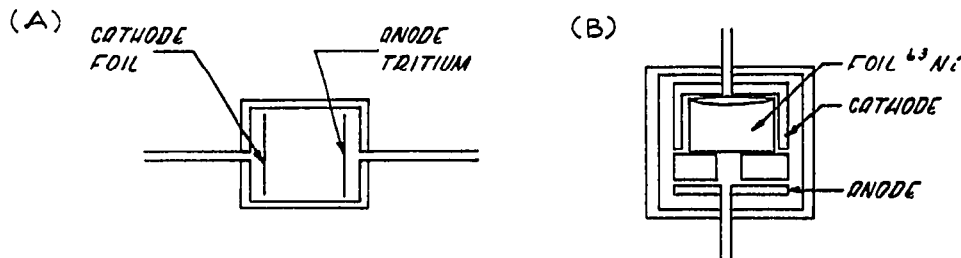 (A)
CATHODE
FOIL
ANODE
TRITIUM
(B)
FOIL ⁶³Ni
CATHODE
ANODE